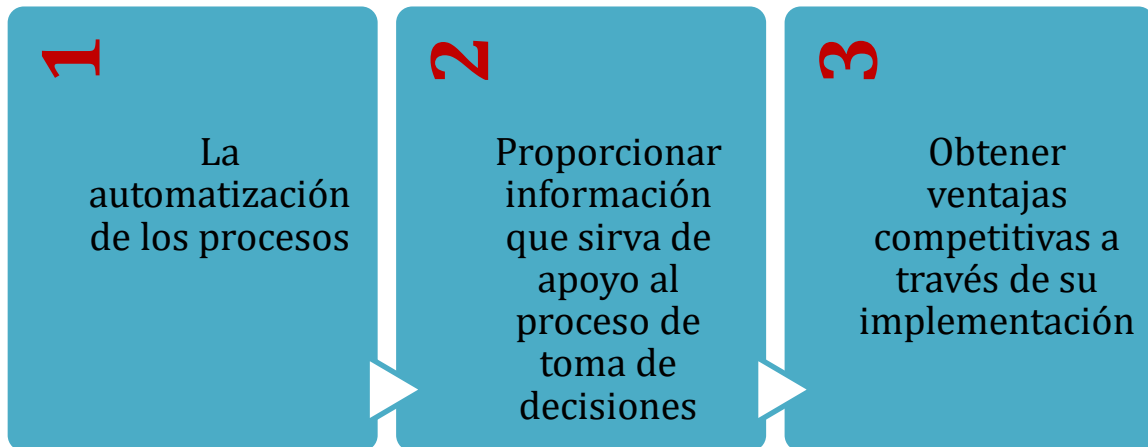 1
La
automatización
de los procesos
2
Proporcionar
información
que sirva de
apoyo al
proceso de
toma de
decisiones
3
Obtener
ventajas
competitivas a
través de su
implementación